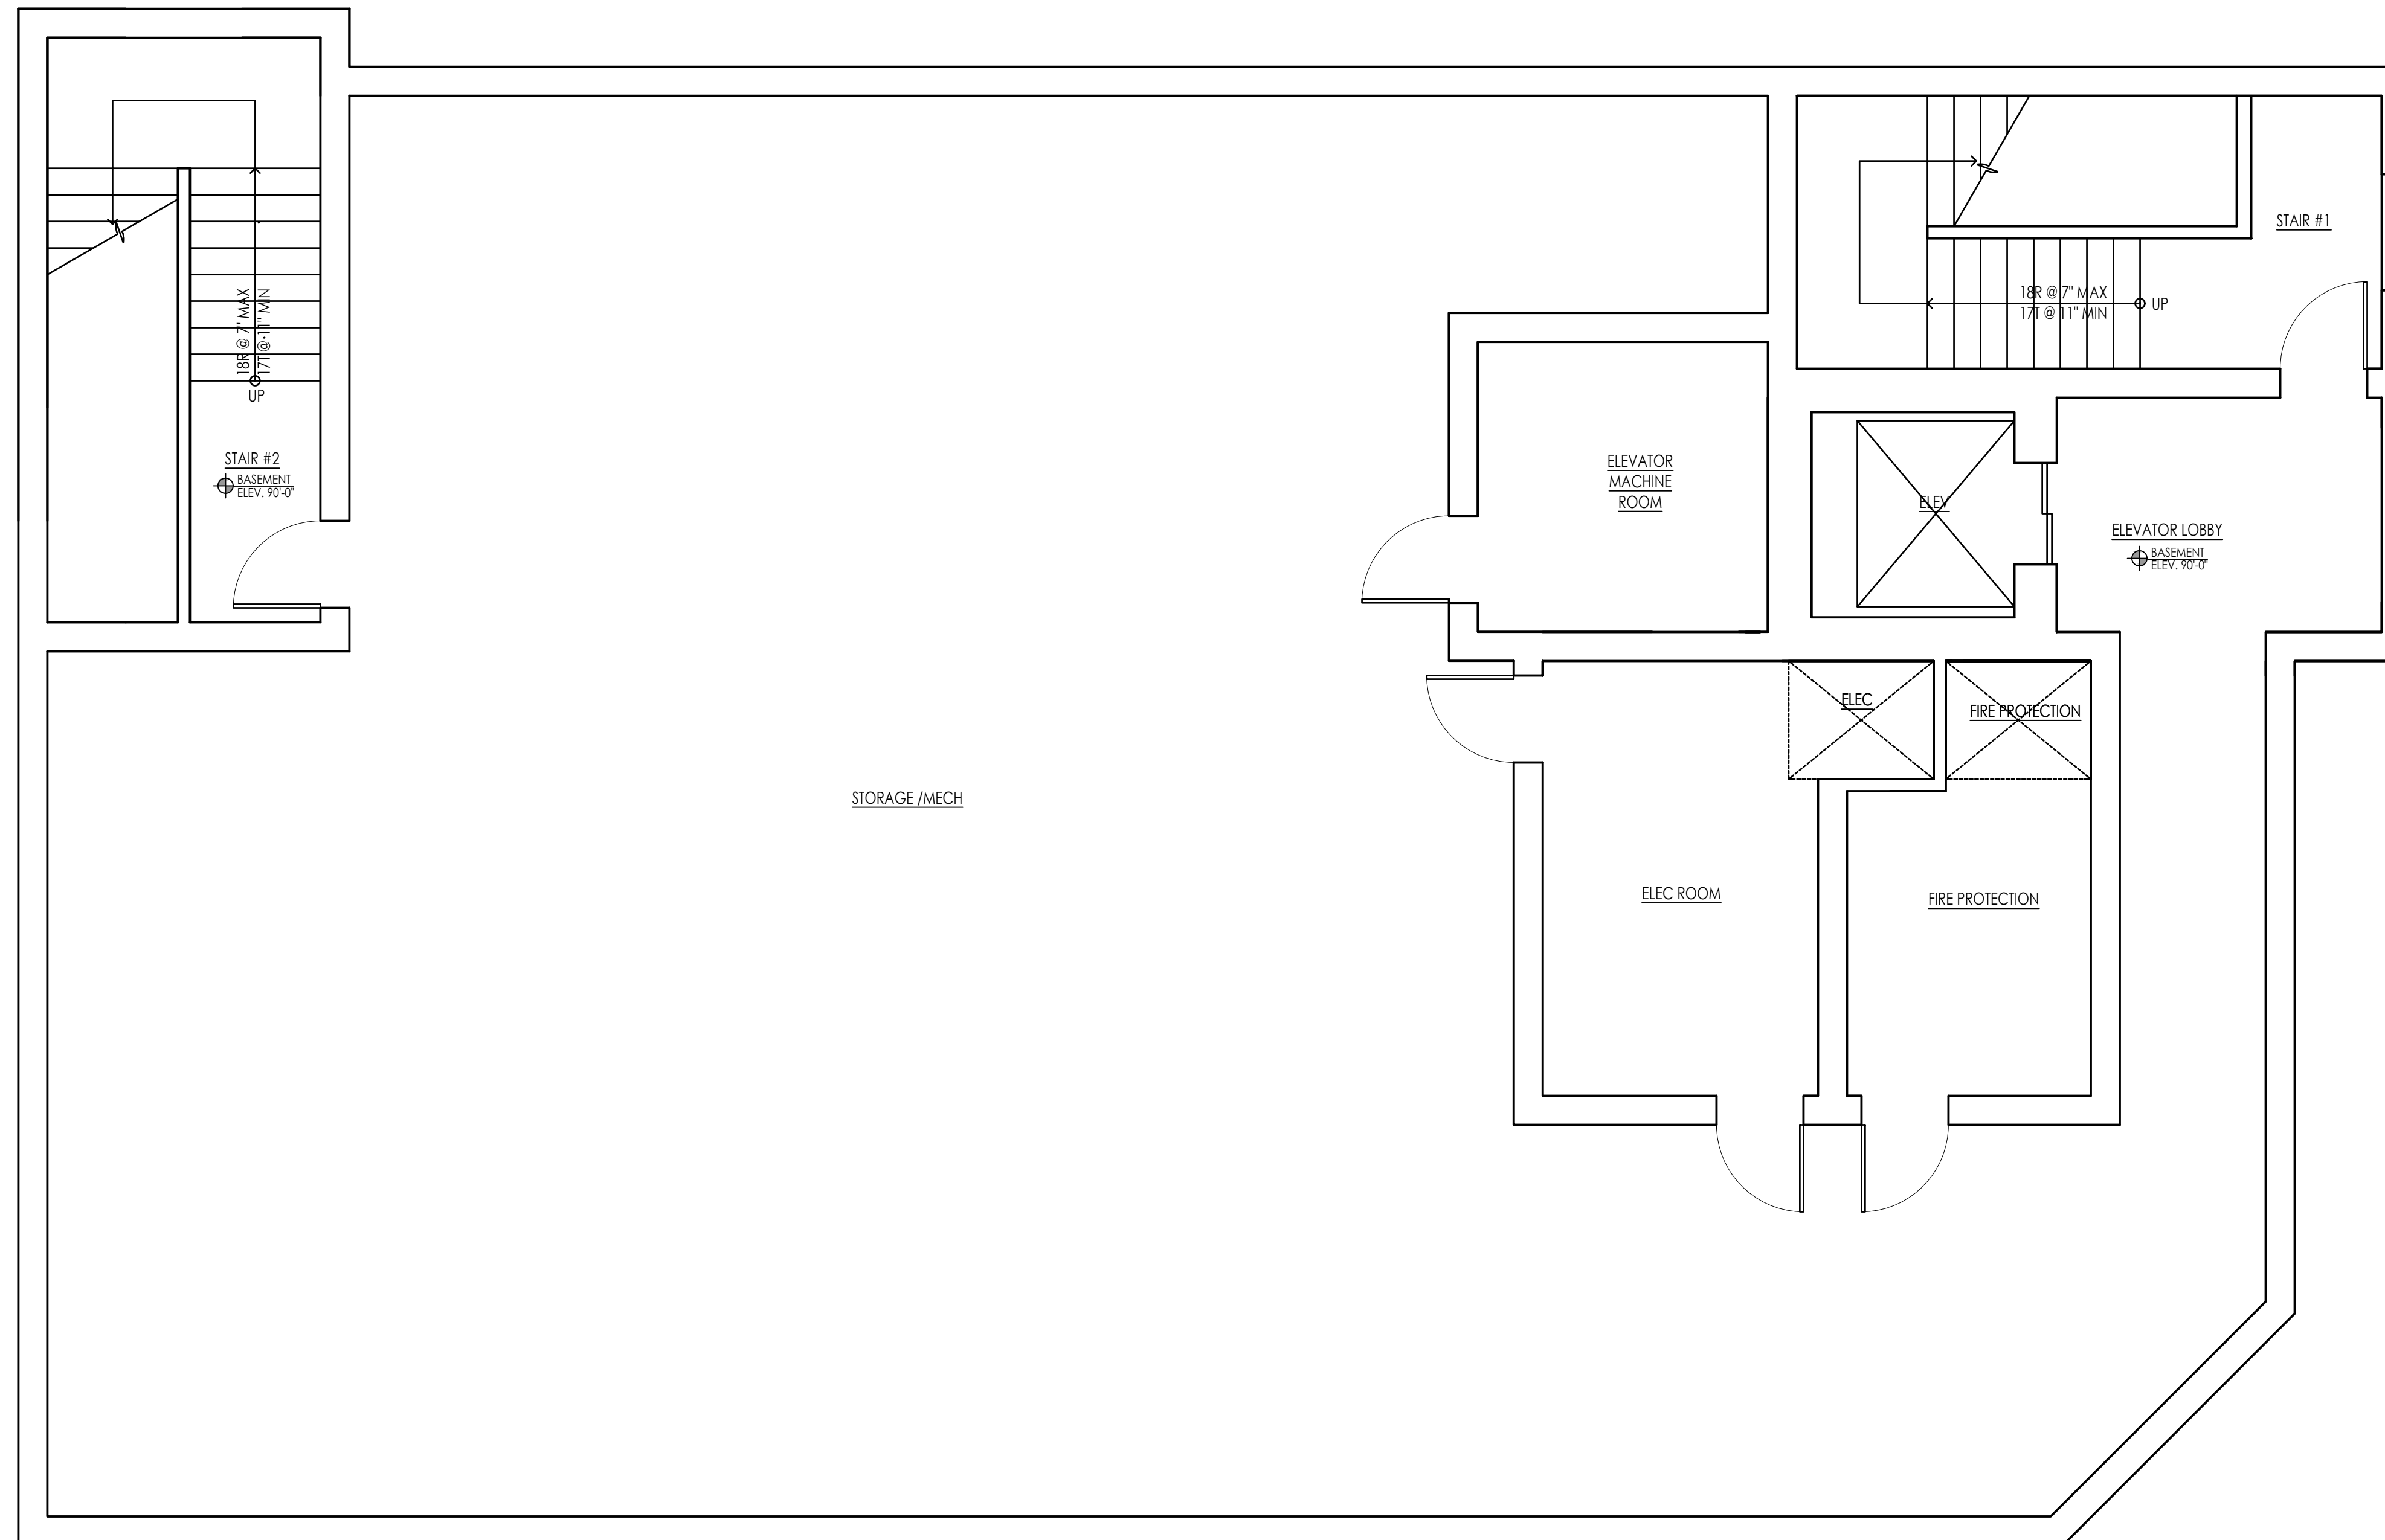 STAIR #1
18R @ 7" MAX
17T @ 11" MIN
UP
18R @ 7" MAX
17T @ 11" MIN
UP
STAIR #2
BASEMENT
ELEV. 90'-0"
ELEVATOR
MACHINE
ROOM
ELEV
ELEVATOR LOBBY
BASEMENT
ELEV. 90'-0"
ELEC
FIRE PROTECTION
STORAGE /MECH
ELEC ROOM
FIRE PROTECTION